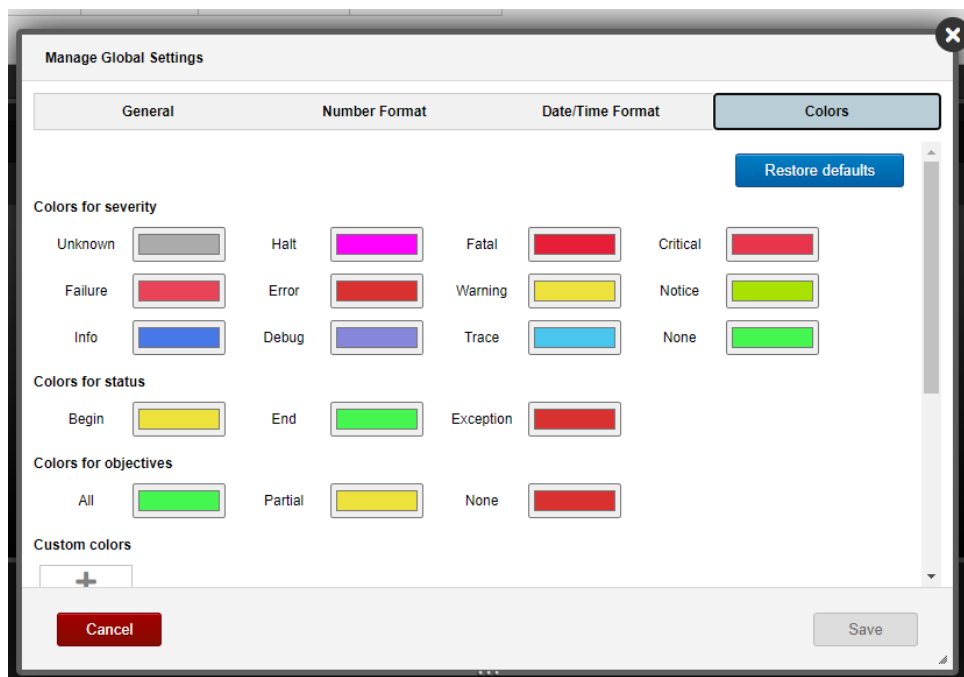 Manage Global Settings
General Number Format Date/Time Format Colors
Restore defaults
Colors for severity
Unknown Halt Fatal Critical
Failure Error Warning Notice
Info Debug Trace None
Colors for status
Begin End Exception
Colors for objectives
All Partial None
Custom colors
Cancel Save